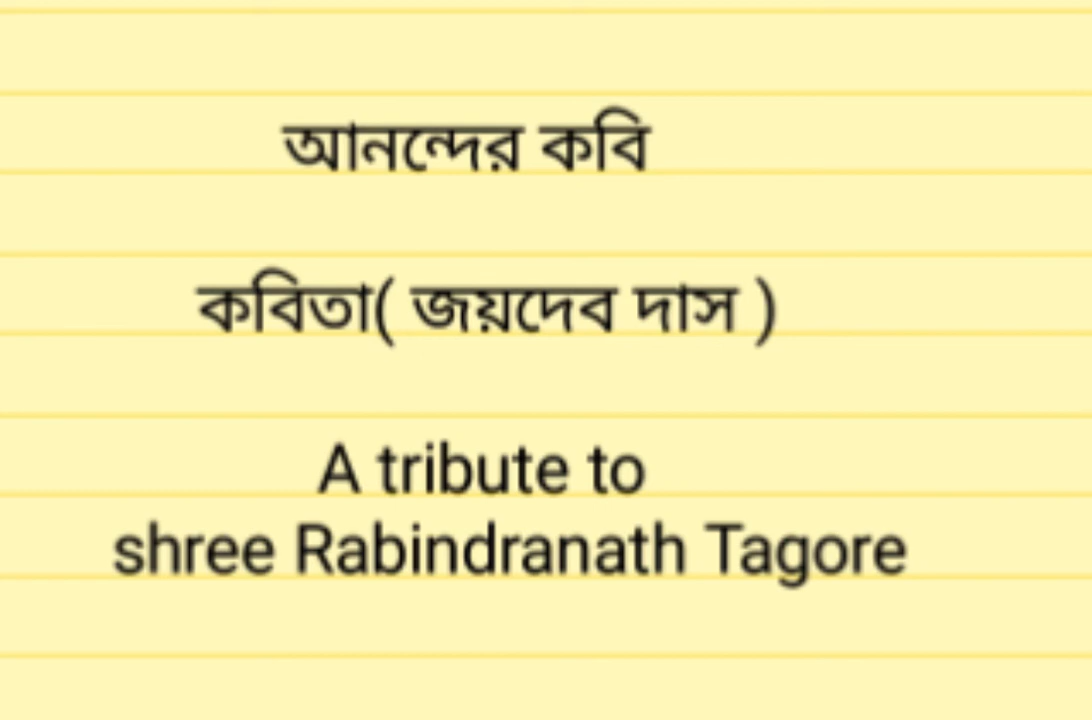 আনন্দের কবি
কবিতা( জয়দেব দাস )
A tribute to
shree Rabindranath Tagore